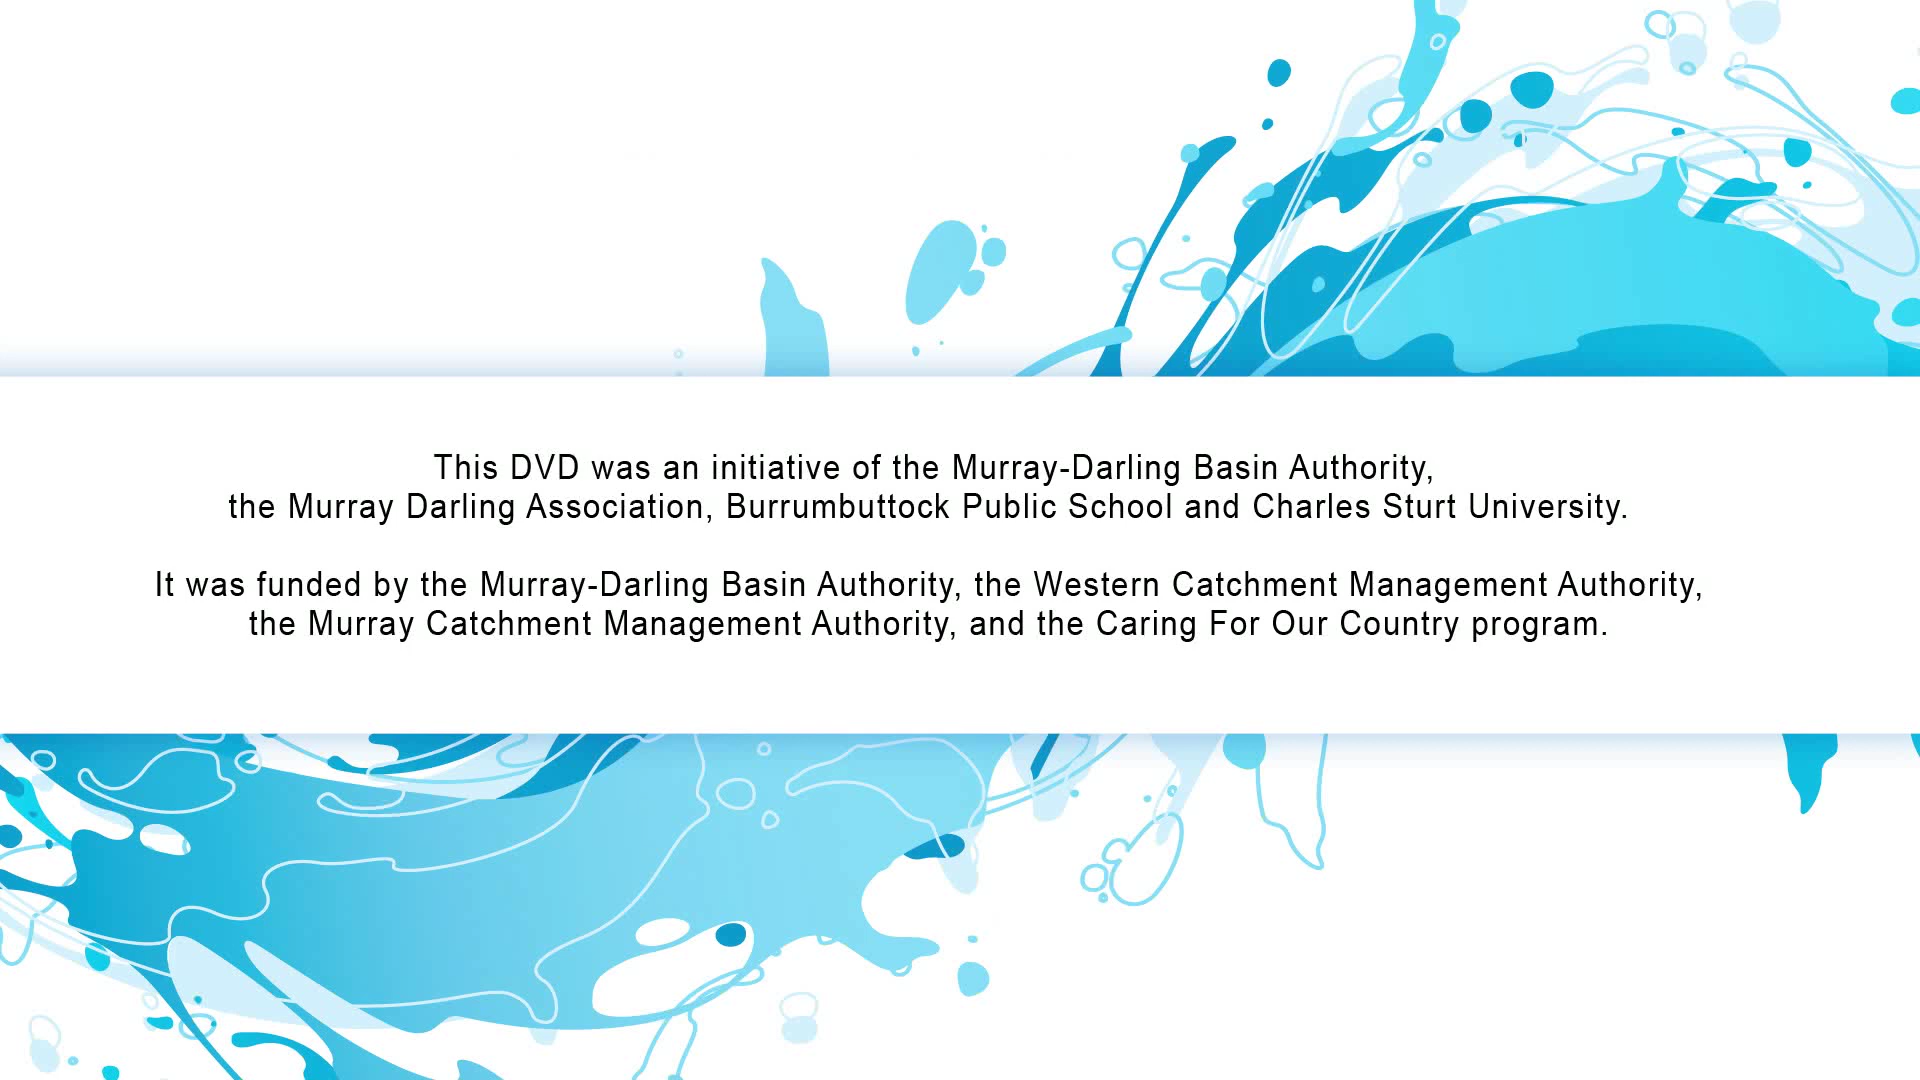 This DVD was an initiative of the Murray-Darling Basin Authority,
the Murray Darling Association, Burrumbuttock Public School and Charles Sturt University.
It was funded by the Murray-Darling Basin Authority, the Western Catchment Management Authority,
the Murray Catchment Management Authority, and the Caring For Our Country program.